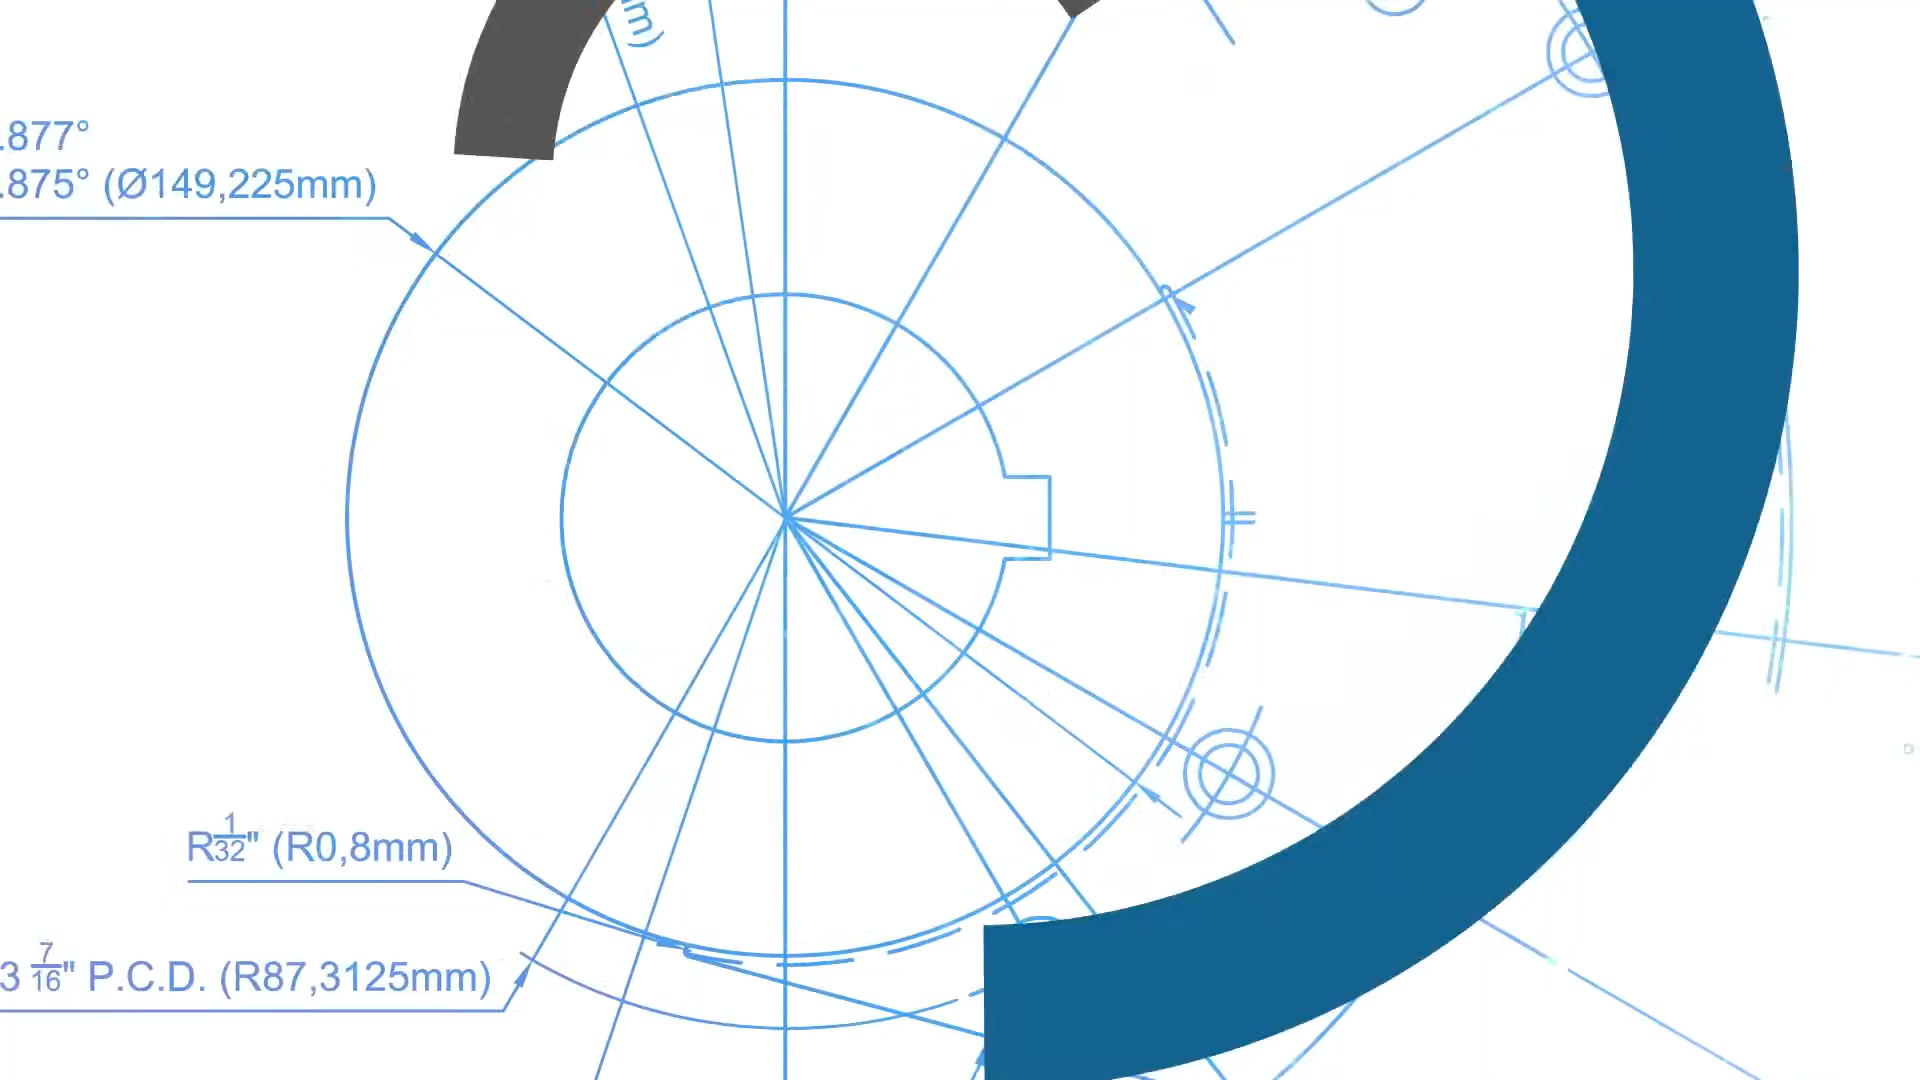 m)
.877°
.875° (Ø149,225mm)
R1/32" (R0,8mm)
3 7/16" P.C.D. (R87,3125mm)